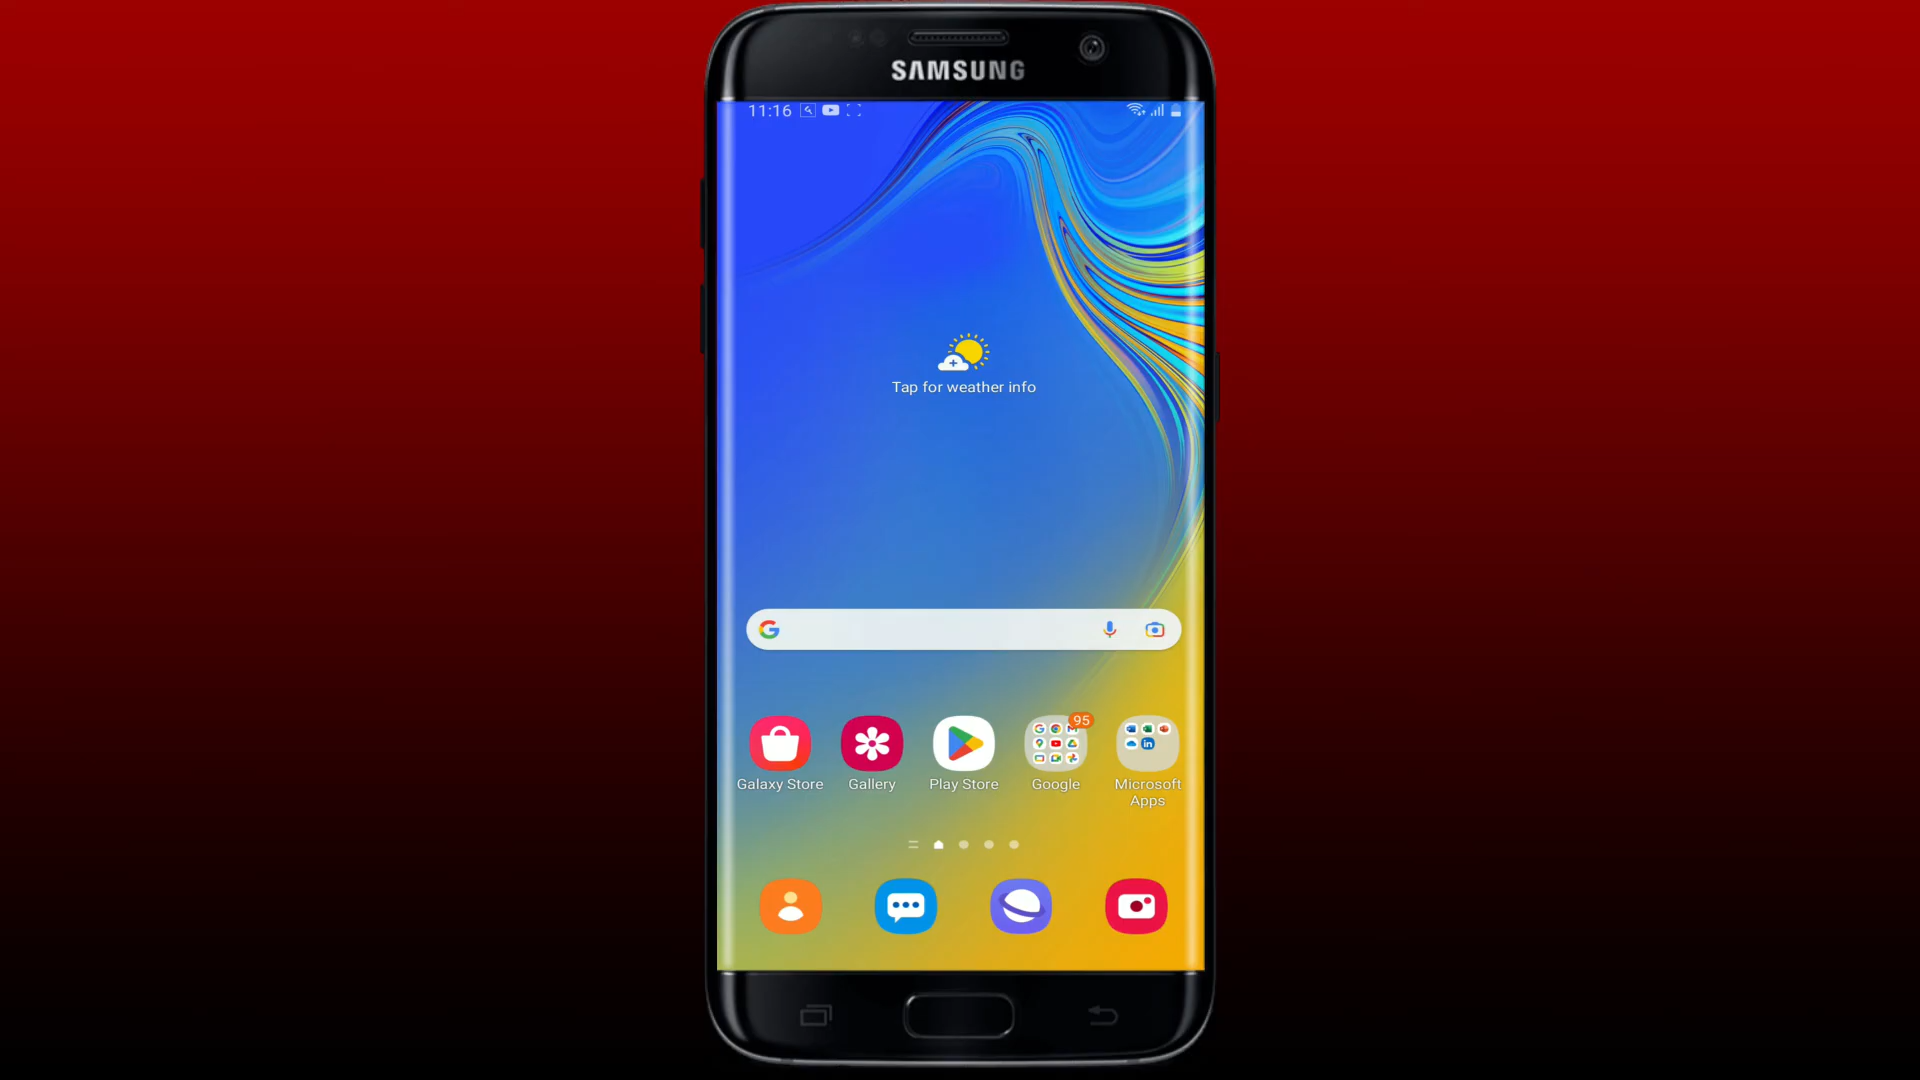 SAMSUNG
11:16
Tap for weather info
95
Galaxy Store
Gallery
Play Store
Google
Microsoft
Apps